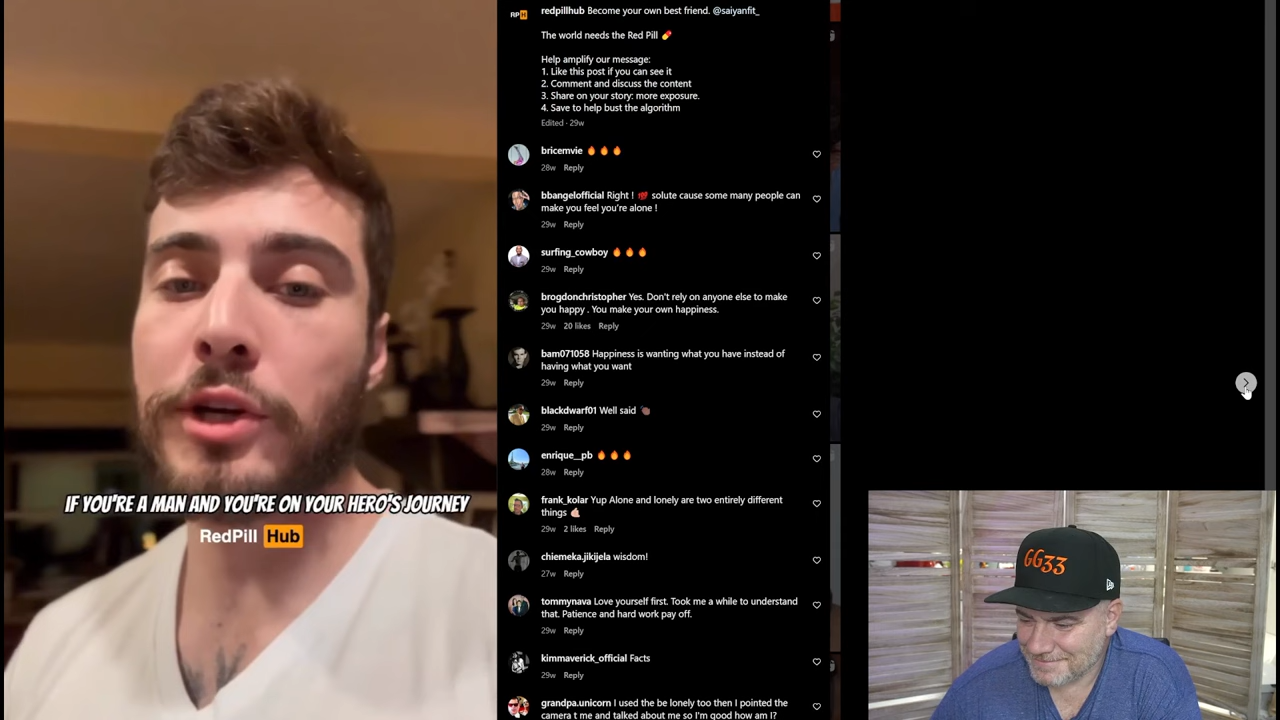 IF YOU'RE A MAN AND YOU'RE ON YOUR HERO'S JOURNEY
RedPill Hub
RP H
redpillhub Become your own best friend. @saiyanfit_
The world needs the Red Pill 💊
Help amplify our message:
1. Like this post if you can see it
2. Comment and discuss the content
3. Share on your story: more exposure.
4. Save to help bust the algorithm
Edited · 29w
bricemvie 🔥 🔥 🔥
28w Reply
bbangelofficial Right ! 💯 solute cause some many people can
make you feel you're alone !
29w Reply
surfing_cowboy 🔥 🔥 🔥
29w Reply
brogdonchristopher Yes. Don't rely on anyone else to make
you happy . You make your own happiness.
29w 20 likes Reply
bam071058 Happiness is wanting what you have instead of
having what you want
29w Reply
blackdwarf01 Well said
29w Reply
enrique__pb 🔥 🔥 🔥
28w Reply
frank_kolar Yup Alone and lonely are two entirely different
things
29w 2 likes Reply
chiemeka.jikijela wisdom!
27w Reply
tommynava Love yourself first. Took me a while to understand
that. Patience and hard work pay off.
29w Reply
kimmaverick_official Facts
29w Reply
grandpa.unicorn I used the be lonely too then I pointed the
camera t me and talked about me so I'm good how am I?
GG33